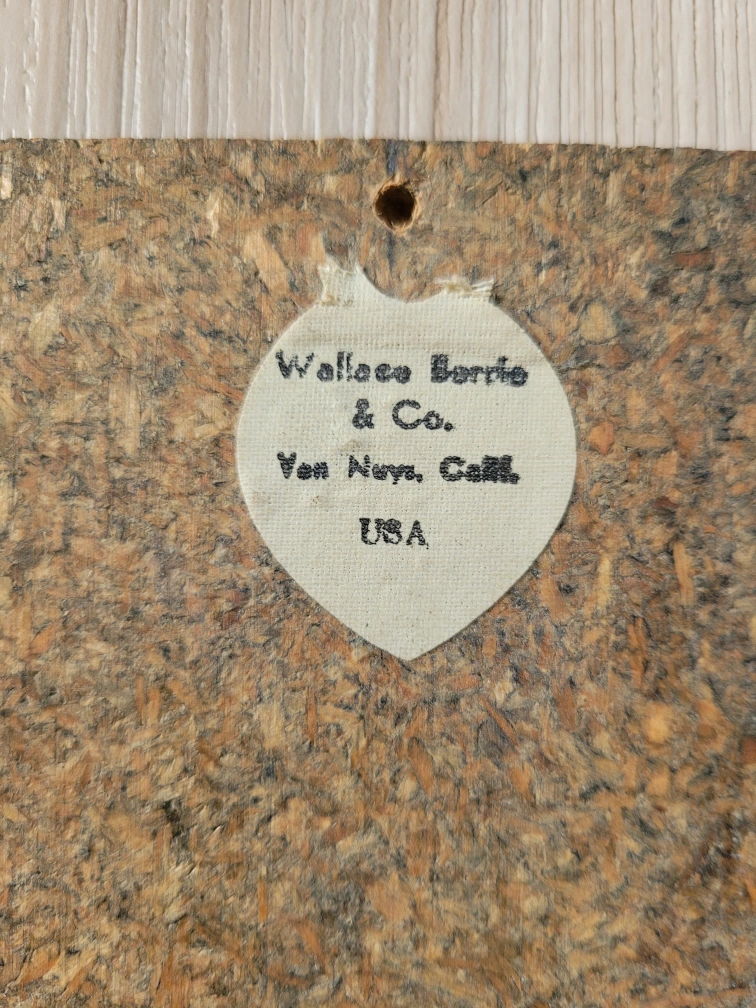 Wallace Berrie
& Co.
Van Nuys, Calif.
USA